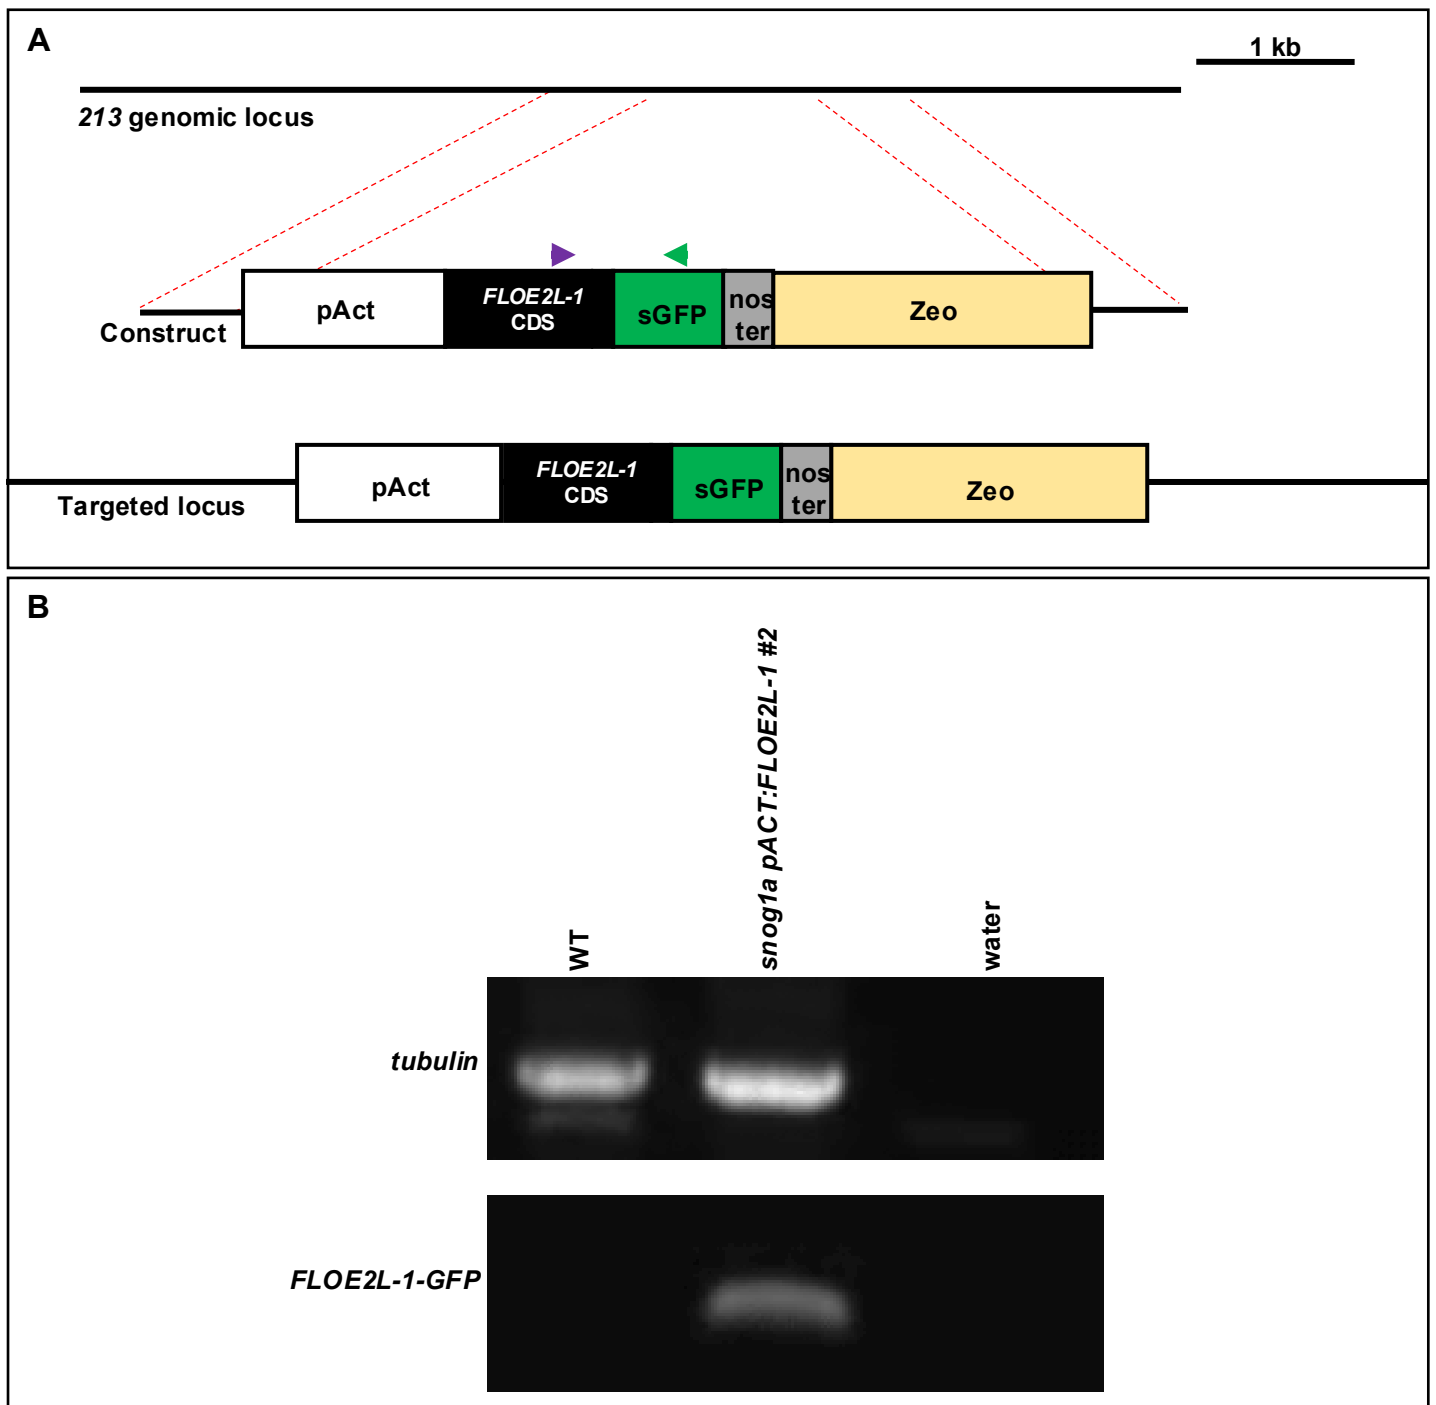 A
1 kb
213 genomic locus
pAct
FLOE2L-1
CDS
sGFP
nos
ter
Zeo
Construct
pAct
FLOE2L-1
CDS
sGFP
nos
ter
Zeo
Targeted locus
B
WT
snog1a pACT:FLOE2L-1 #2
water
tubulin
FLOE2L-1-GFP